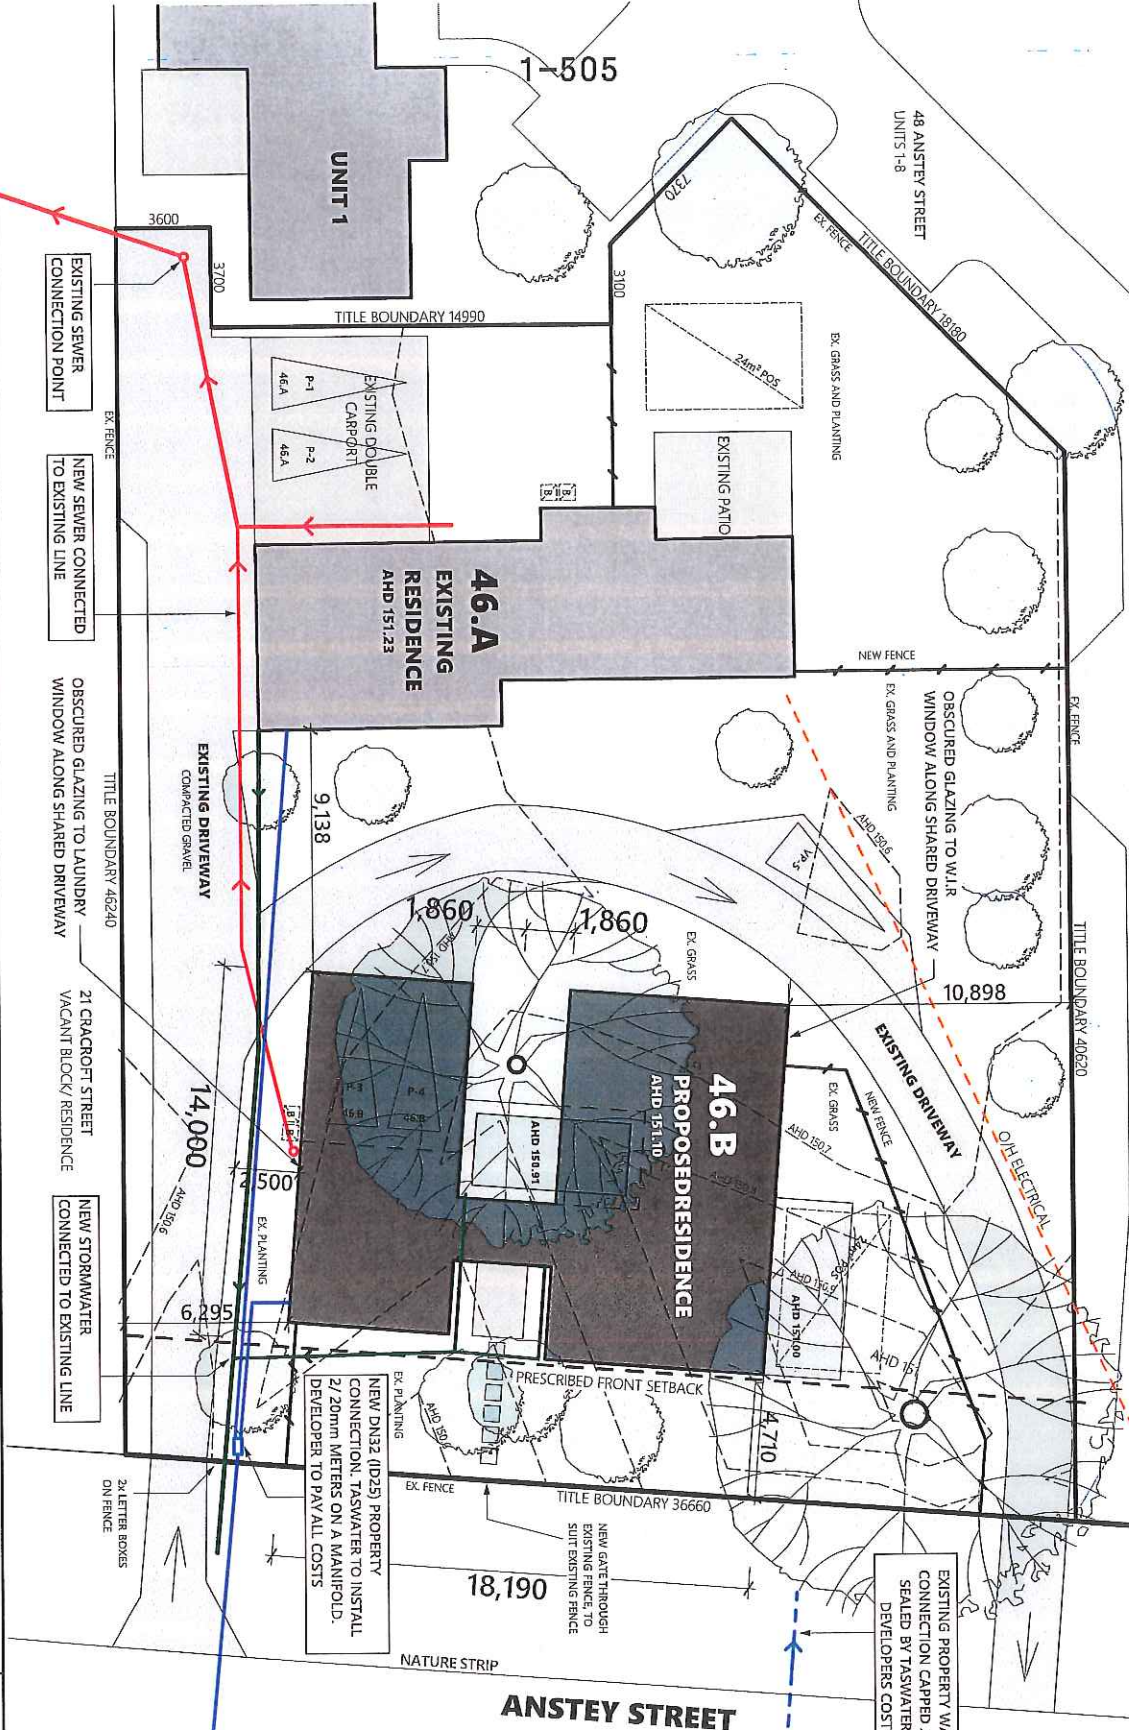 1-505
48 ANSTEY STREET
UNITS 1-8
UNIT 1
7370
EX. FENCE
TITLE BOUNDARY 18180
3600
3700
3100
TITLE BOUNDARY 14990
EXISTING SEWER
CONNECTION POINT
EX. FENCE
P-1
46.A
P-2
46.A
EXISTING DOUBLE
CARPORT
24m² POS
EX. GRASS AND PLANTING
EXISTING PATIO
B
B
NEW SEWER CONNECTED
TO EXISTING LINE
46.A
EXISTING
RESIDENCE
AHD 151.23
NEW FENCE
EX. FENCE
EX. GRASS AND PLANTING
OBSCURED GLAZING TO W.I.R
WINDOW ALONG SHARED DRIVEWAY
OBSCURED GLAZING TO LAUNDRY
WINDOW ALONG SHARED DRIVEWAY
TITLE BOUNDARY 46240
EXISTING DRIVEWAY
COMPACTED GRAVEL
9,138
AHD 150.6
VP-5
1,860
1,860
AHD 150.7
EX. GRASS
10,898
TITLE BOUNDARY 40620
EXISTING DRIVEWAY
O/H ELECTRICAL
21 CRACROFT STREET
VACANT BLOCK/ RESIDENCE
14,000
2,500
P-3
46.B
P-4
46.B
AHD 150.91
46.B
PROPOSEDRESIDENCE
AHD 151.10
EX. GRASS
NEW FENCE
AHD 150.7
24m² POS
AHD 150.9
AHD 151.00
NEW STORMWATER
CONNECTED TO EXISTING LINE
AHD 150.6
EX. PLANTING
6,295
PRESCRIBED FRONT SETBACK
4,710
EX. PLANTING
NEW DN32 (ID25) PROPERTY
CONNECTION. TASWATER TO INSTALL
2/ 20mm METERS ON A MANIFOLD.
DEVELOPER TO PAY ALL COSTS
2x LETTER BOXES
ON FENCE
EX. FENCE
TITLE BOUNDARY 36660
NEW GATE THROUGH
EXISTING FENCE, TO
SUIT EXISTING FENCE
18,190
EXISTING PROPERTY WA
CONNECTION CAPPED
SEALED BY TASWATER
DEVELOPERS COST
NATURE STRIP
ANSTEY STREET